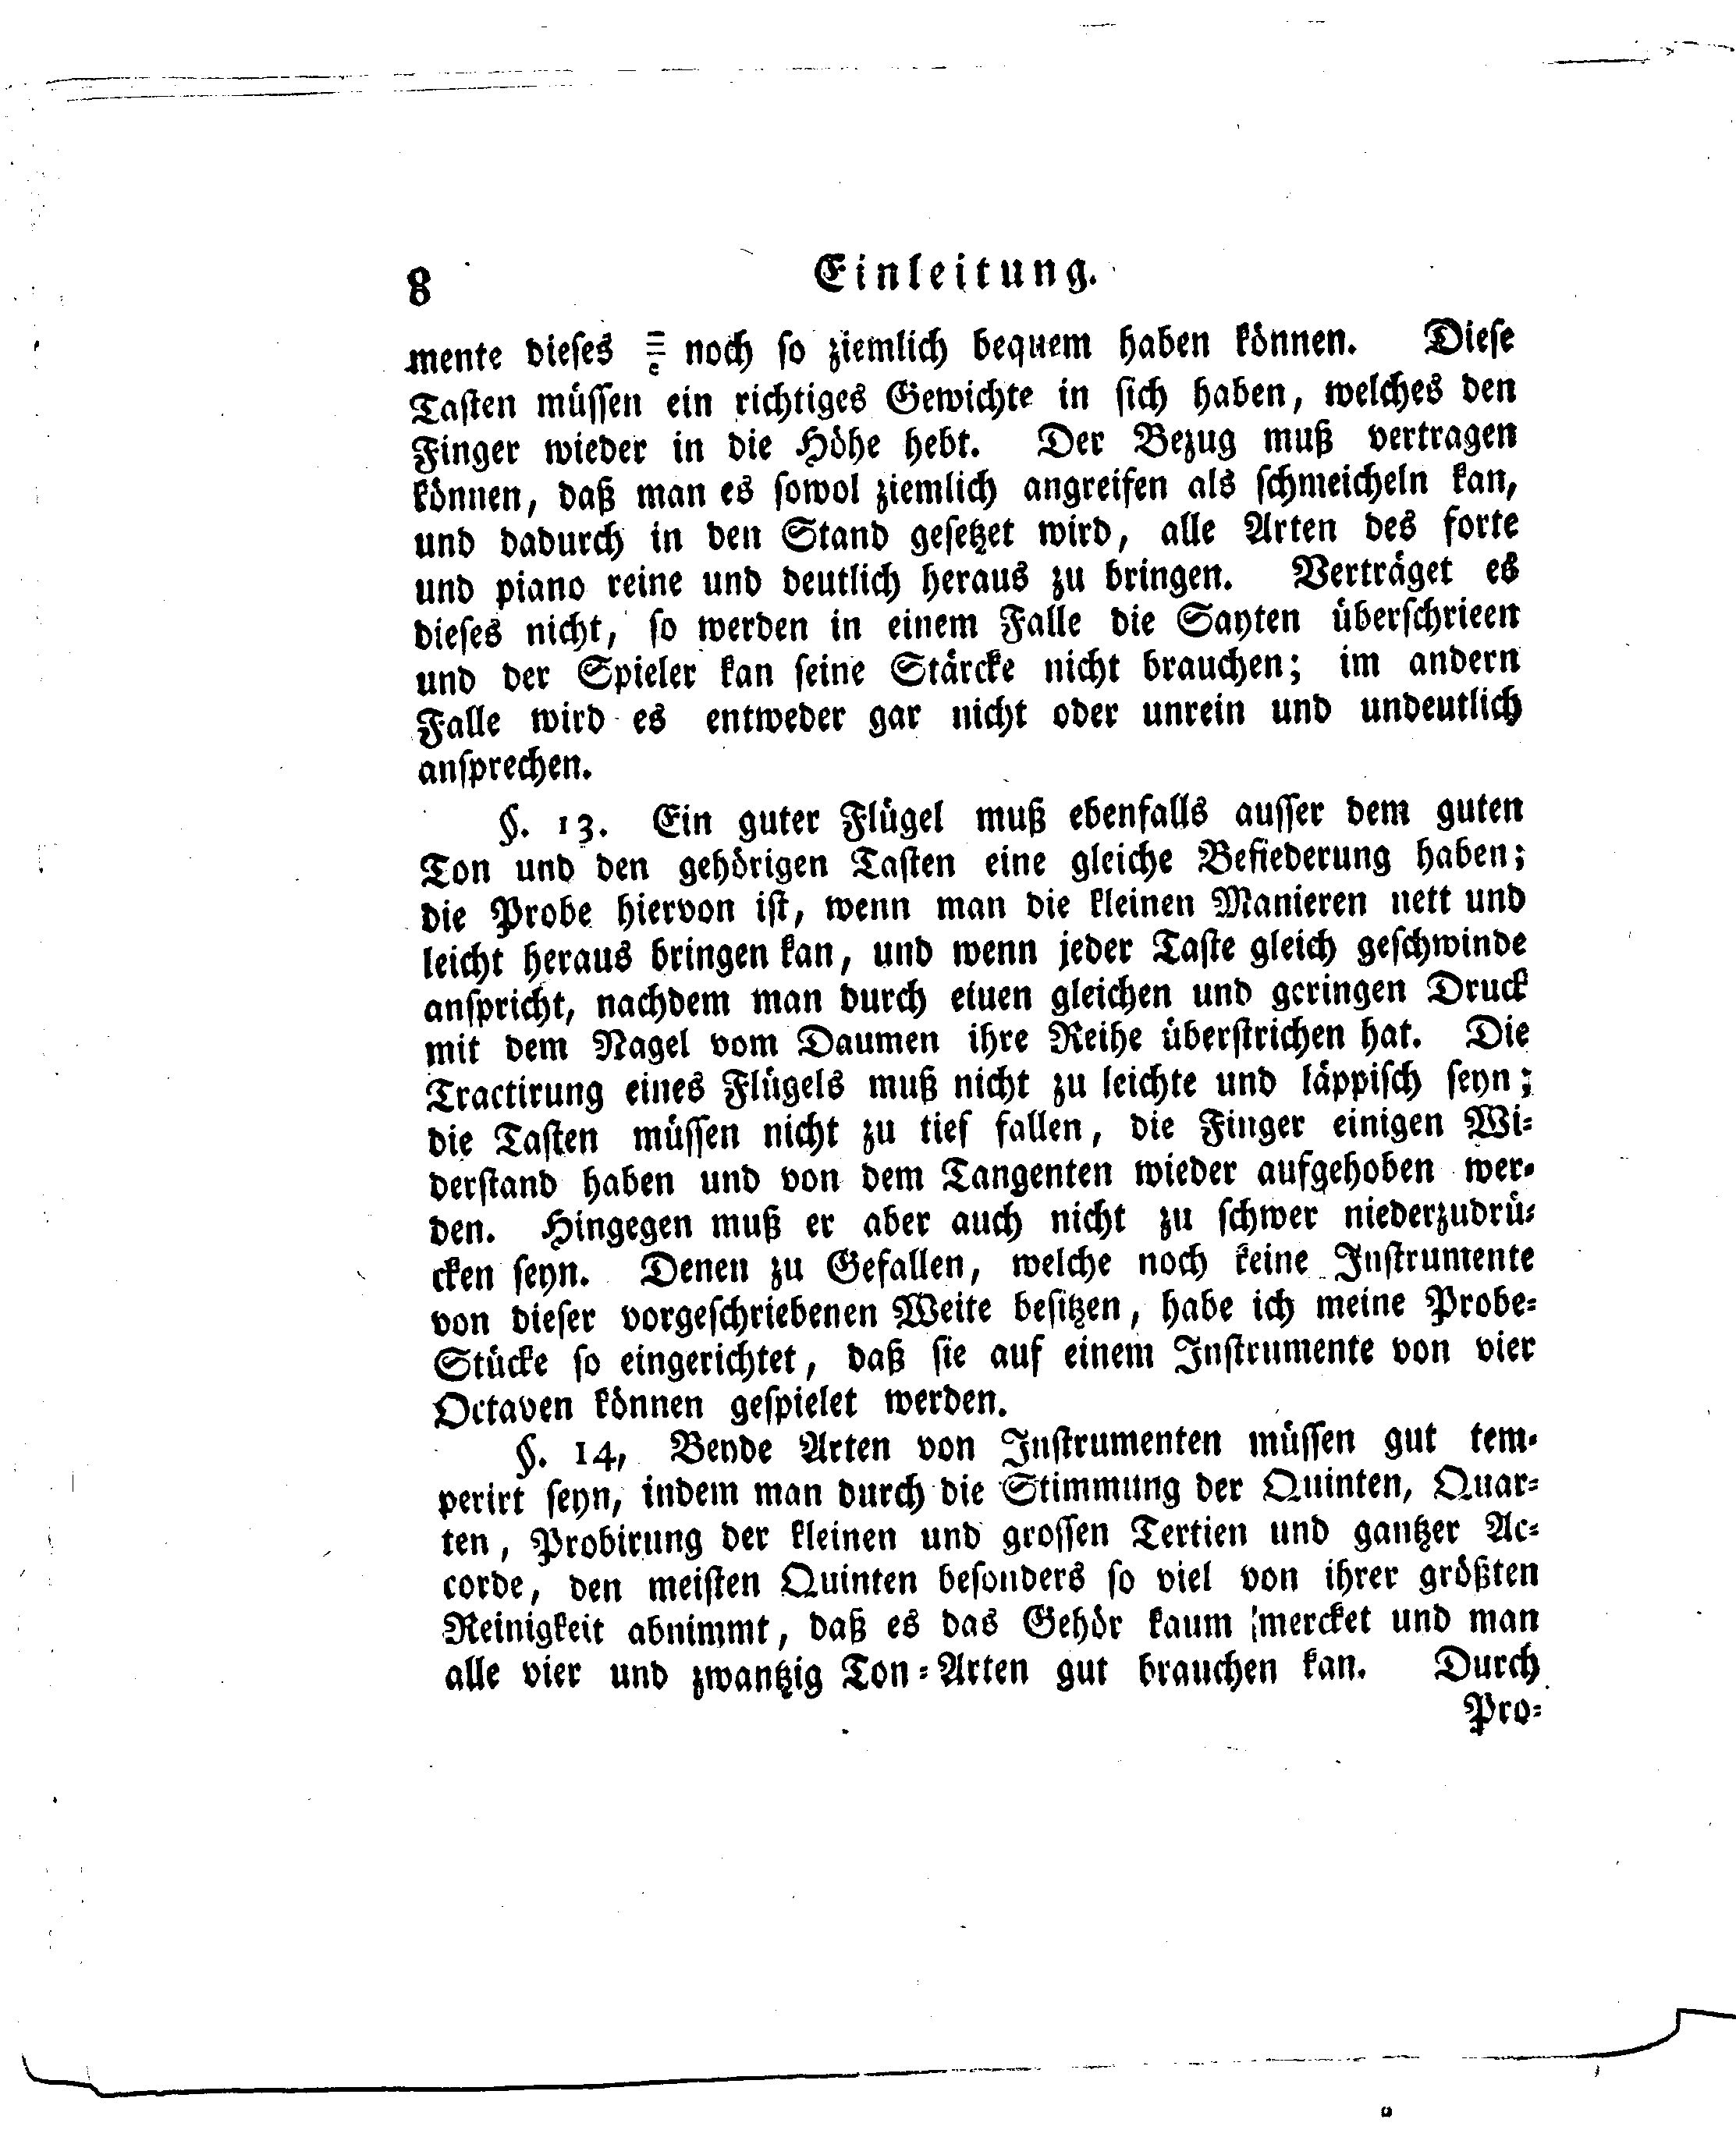 8 Einleitung.
mente dieses noch so ziemlich bequem haben können. Diese
Tasten müssen ein richtiges Gewichte in sich haben, welches den
Finger wieder in die Höhe hebt. Der Bezug muß vertragen
können, daß man es sowol ziemlich angreifen als schmeicheln kan,
und dadurch in den Stand gesetzet wird, alle Arten des forte
und piano reine und deutlich heraus zu bringen. Verträget es
dieses nicht, so werden in einem Falle die Sayten überschrieen
und der Spieler kan seine Stärcke nicht brauchen; im andern
Falle wird es entweder gar nicht oder unrein und undeutlich
ansprechen.
§. 13. Ein guter Flügel muß ebenfalls ausser dem guten
Ton und den gehörigen Tasten eine gleiche Befiederung haben;
die Probe hiervon ist, wenn man die kleinen Manieren nett und
leicht heraus bringen kan, und wenn jeder Taste gleich geschwinde
anspricht, nachdem man durch einen gleichen und geringen Druck
mit dem Nagel vom Daumen ihre Reihe überstrichen hat. Die
Tractirung eines Flügels muß nicht zu leichte und läppisch seyn;
die Tasten müssen nicht zu tief fallen, die Finger einigen Wi-
derstand haben und von dem Tangenten wieder aufgehoben wer-
den. Hingegen muß er aber auch nicht zu schwer niederzudrü-
cken seyn. Denen zu Gefallen, welche noch keine Instrumente
von dieser vorgeschriebenen Weite besitzen, habe ich meine Probe-
Stücke so eingerichtet, daß sie auf einem Instrumente von vier
Octaven können gespielet werden.
§. 14, Beyde Arten von Instrumenten müssen gut tem-
perirt seyn, indem man durch die Stimmung der Quinten, Quar-
ten, Probirung der kleinen und grossen Tertien und gantzer Ac-
corde, den meisten Quinten besonders so viel von ihrer größten
Reinigkeit abnimmt, daß es das Gehör kaum mercket und man
alle vier und zwantzig Ton-Arten gut brauchen kan. Durch
Pro-